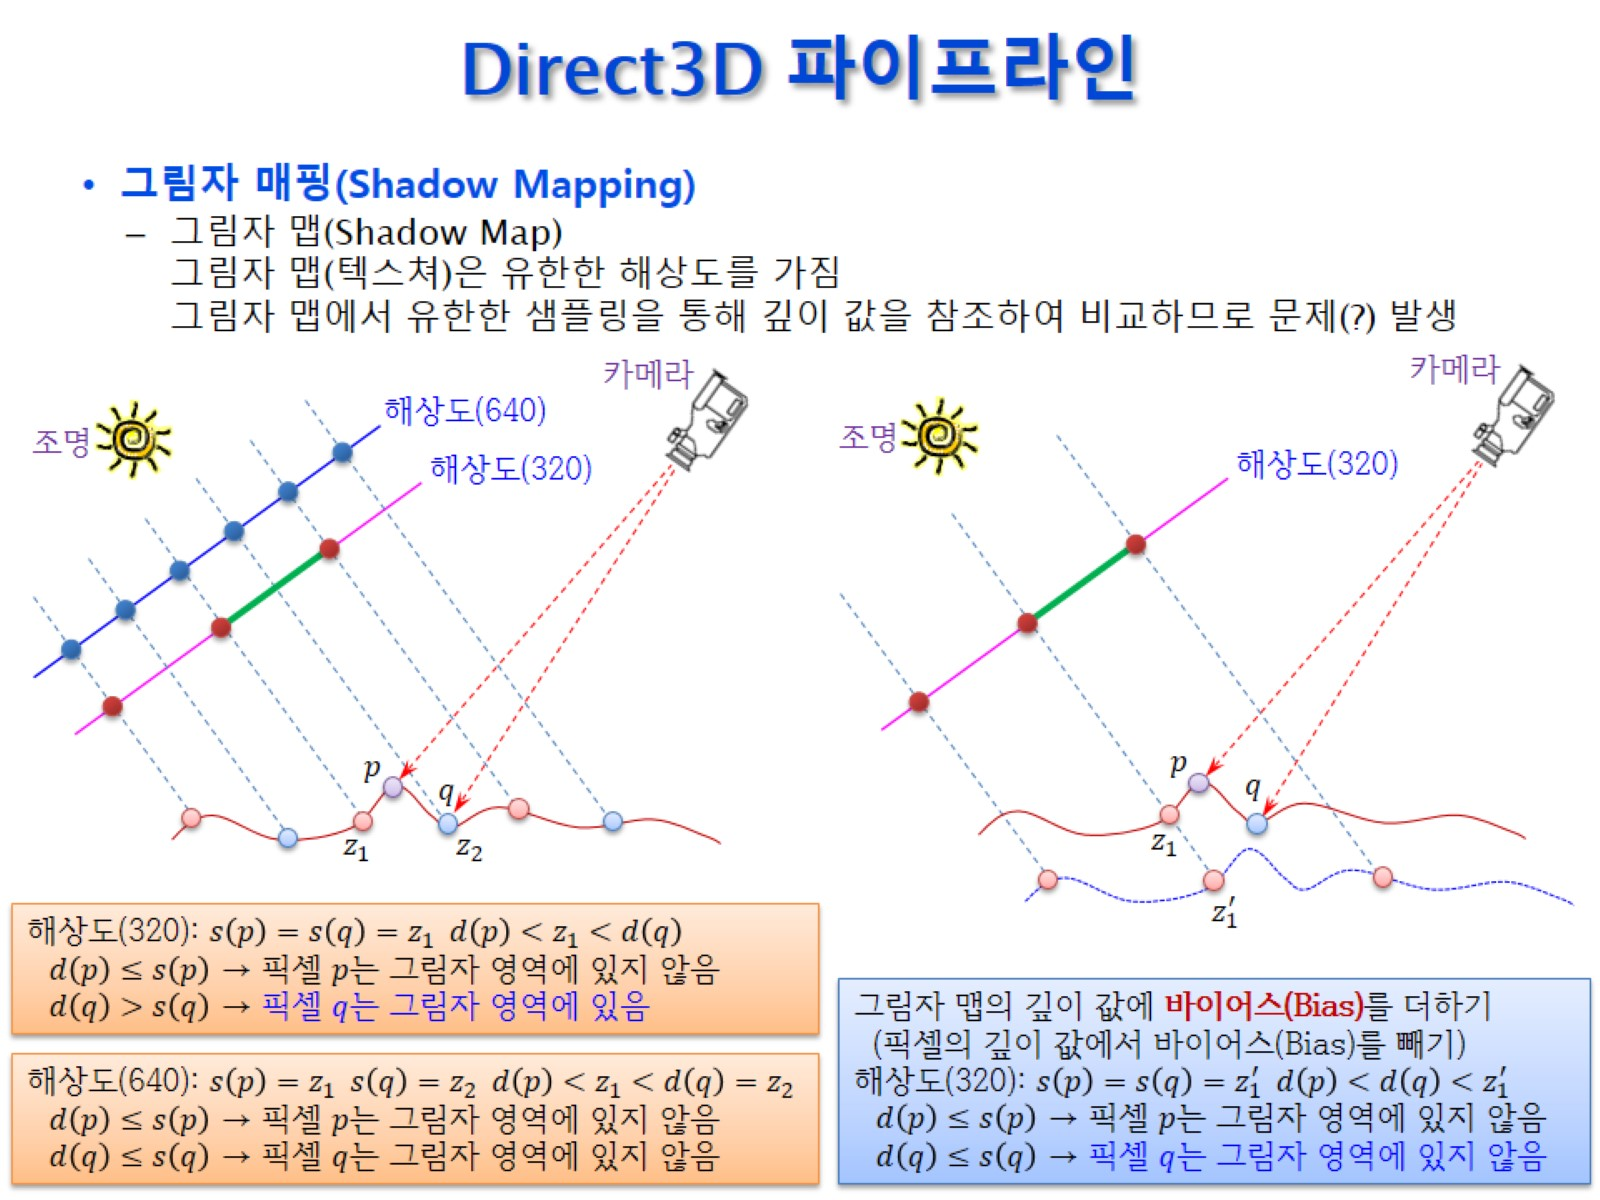 Direct3D 파이프라인
• 그림자 매핑(Shadow Mapping)
– 그림자 맵(Shadow Map)
그림자 맵(텍스쳐)은 유한한 해상도를 가짐
그림자 맵에서 유한한 샘플링을 통해 깊이 값을 참조하여 비교하므로 문제(?) 발생
조명
해상도(640)
해상도(320)
카메라
p
q
z₁
z₂
조명
해상도(320)
카메라
p
q
z₁
z₁′
해상도(320): s(p) = s(q) = z₁ d(p) < z₁ < d(q)
d(p) ≤ s(p) → 픽셀 p는 그림자 영역에 있지 않음
d(q) > s(q) → 픽셀 q는 그림자 영역에 있음
해상도(640): s(p) = z₁ s(q) = z₂ d(p) < z₁ < d(q) = z₂
d(p) ≤ s(p) → 픽셀 p는 그림자 영역에 있지 않음
d(q) ≤ s(q) → 픽셀 q는 그림자 영역에 있지 않음
그림자 맵의 깊이 값에 바이어스(Bias)를 더하기
(픽셀의 깊이 값에서 바이어스(Bias)를 빼기)
해상도(320): s(p) = s(q) = z₁′ d(p) < d(q) < z₁′
d(p) ≤ s(p) → 픽셀 p는 그림자 영역에 있지 않음
d(q) ≤ s(q) → 픽셀 q는 그림자 영역에 있지 않음